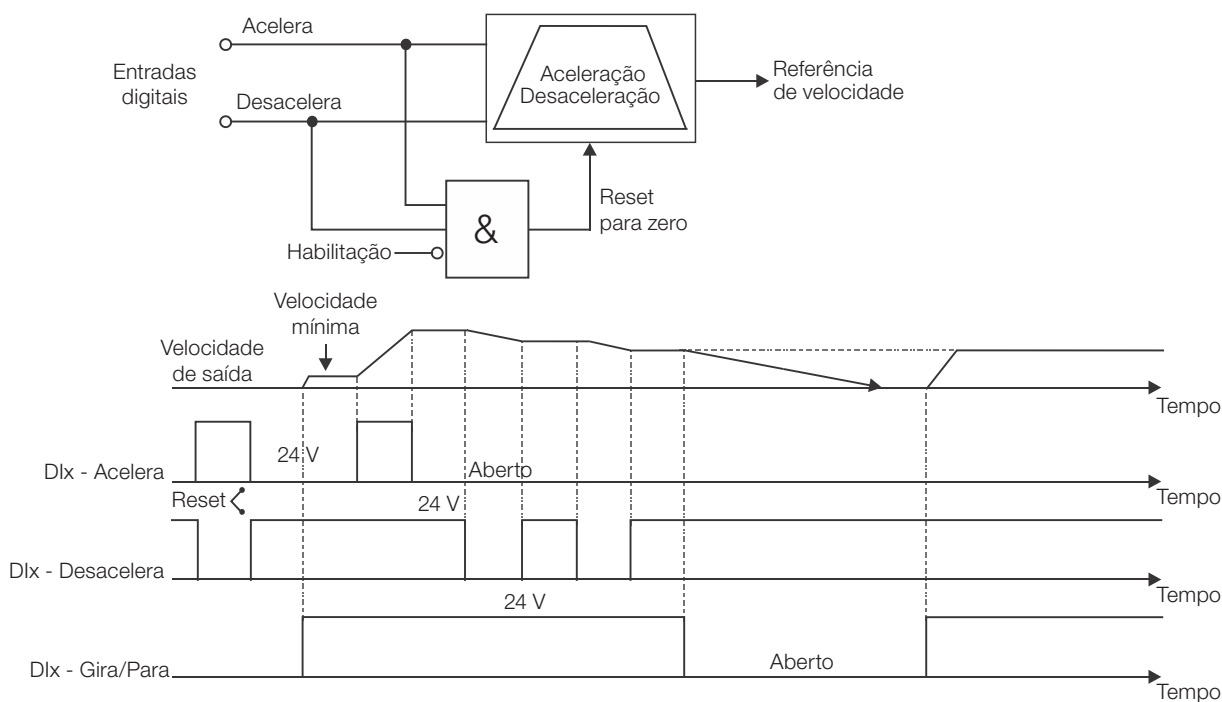 Acelera
Entradas
digitais
Desacelera
Aceleração
Desaceleração
Referência
de velocidade
&
Reset
para zero
Habilitação
Velocidade
mínima
Velocidade
de saída
Tempo
24 V
DIx - Acelera
Aberto
Tempo
Reset
24 V
DIx - Desacelera
Tempo
24 V
DIx - Gira/Para
Aberto
Tempo